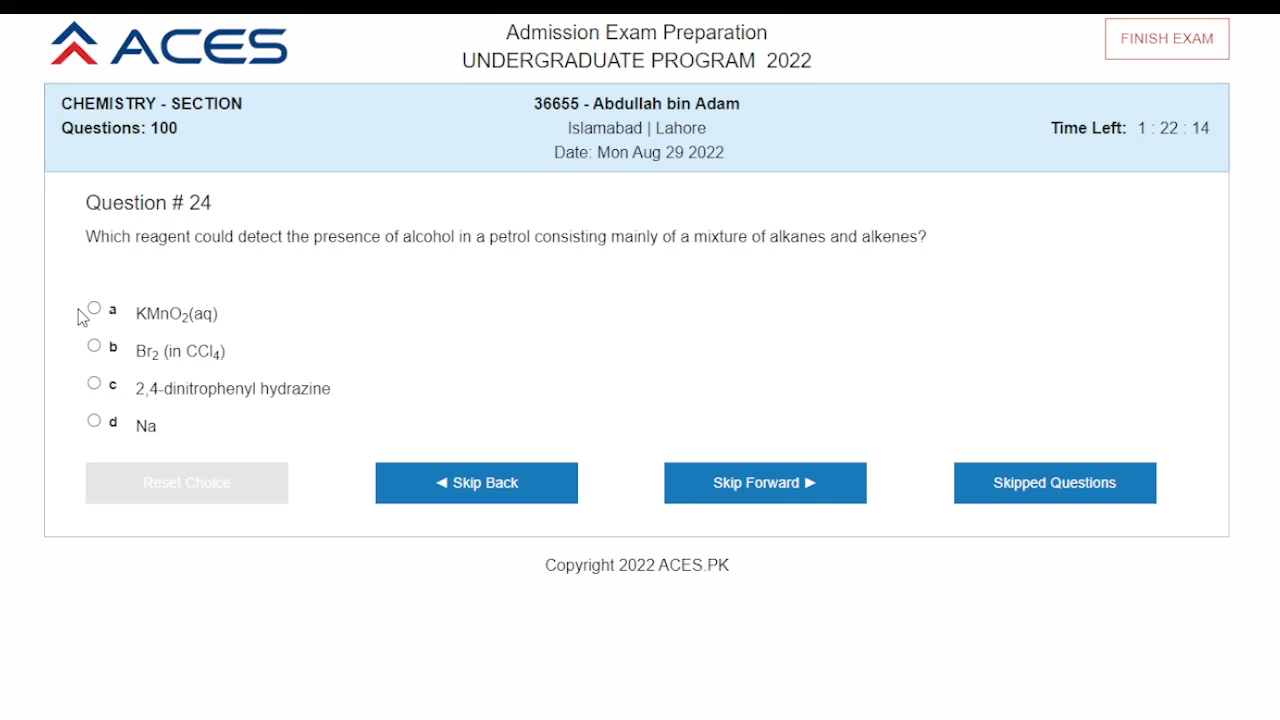 ACES
Admission Exam Preparation
UNDERGRADUATE PROGRAM 2022
FINISH EXAM
CHEMISTRY - SECTION
Questions: 100
36655 - Abdullah bin Adam
Islamabad | Lahore
Date: Mon Aug 29 2022
Time Left: 1 : 22 : 14
Question # 24
Which reagent could detect the presence of alcohol in a petrol consisting mainly of a mixture of alkanes and alkenes?
a KMnO₂(aq)
b Br₂ (in CCl₄)
c 2,4-dinitrophenyl hydrazine
d Na
Reset Choice
◄ Skip Back
Skip Forward ►
Skipped Questions
Copyright 2022 ACES.PK